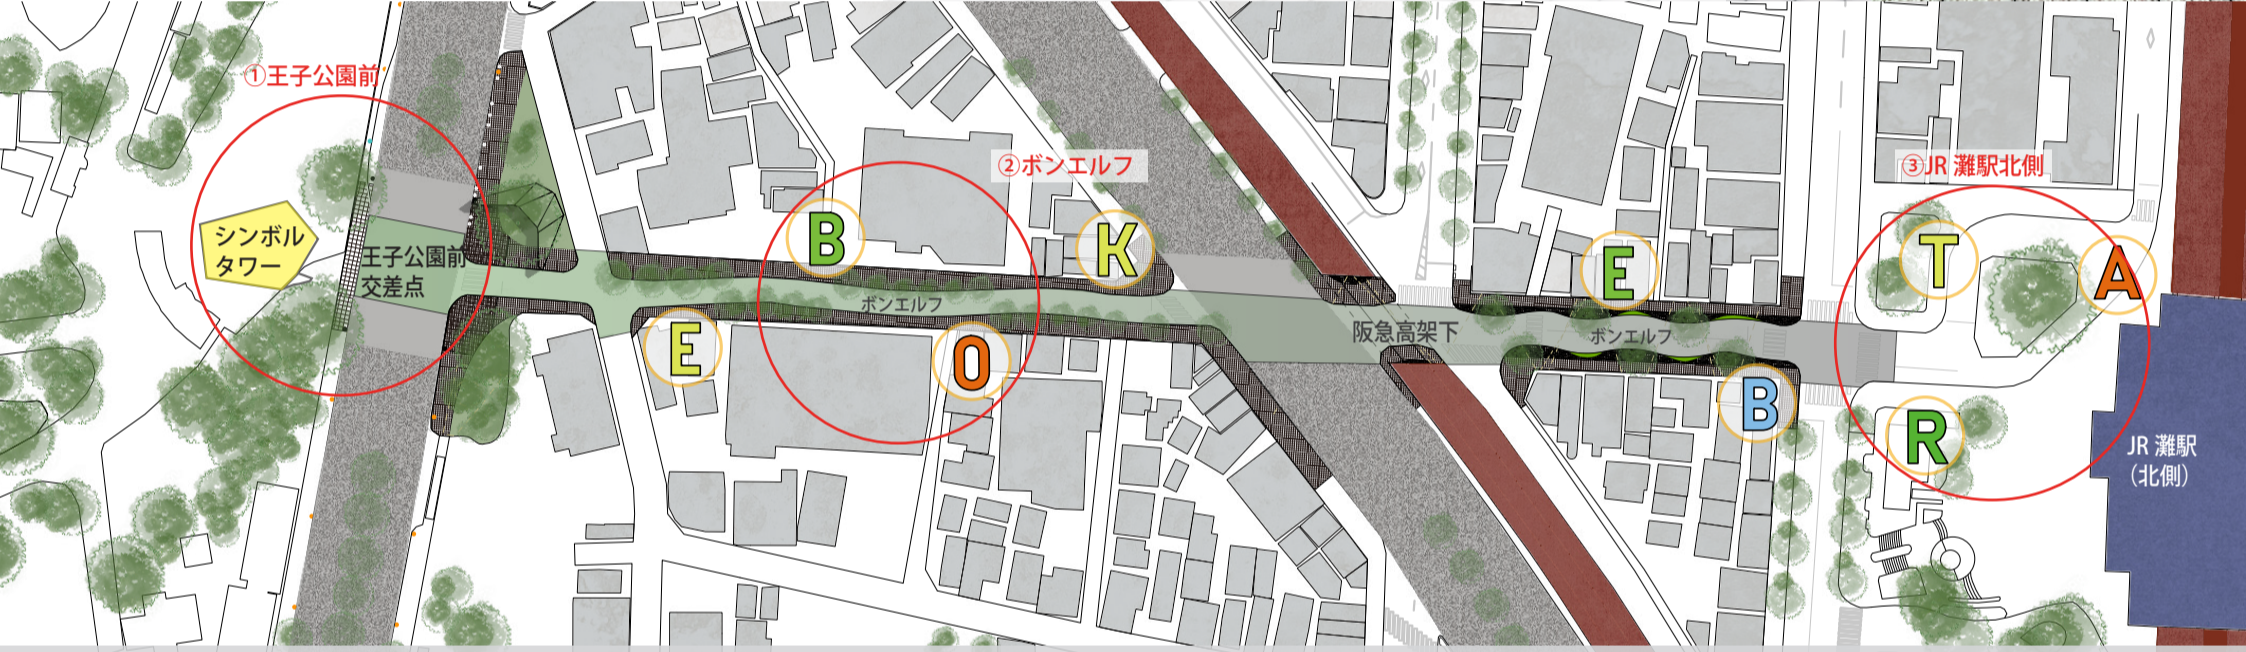 ①王子公園前
シンボル
タワー
王子公園前
交差点
E
B
ボンエルフ
②ボンエルフ
O
K
阪急高架下
E
ボンエルフ
B
③JR 灘駅北側
T
A
R
JR 灘駅
（北側）